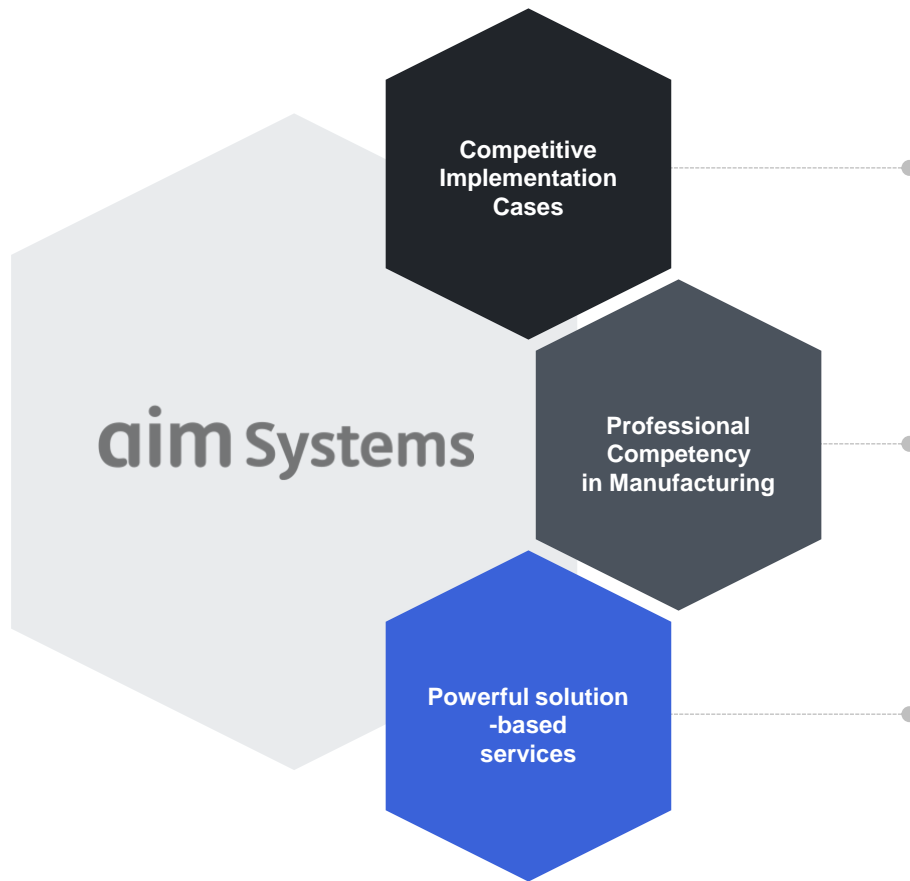 Competitive
Implementation
Cases
aim Systems
Professional
Competency
in Manufacturing
Powerful solution
-based
services